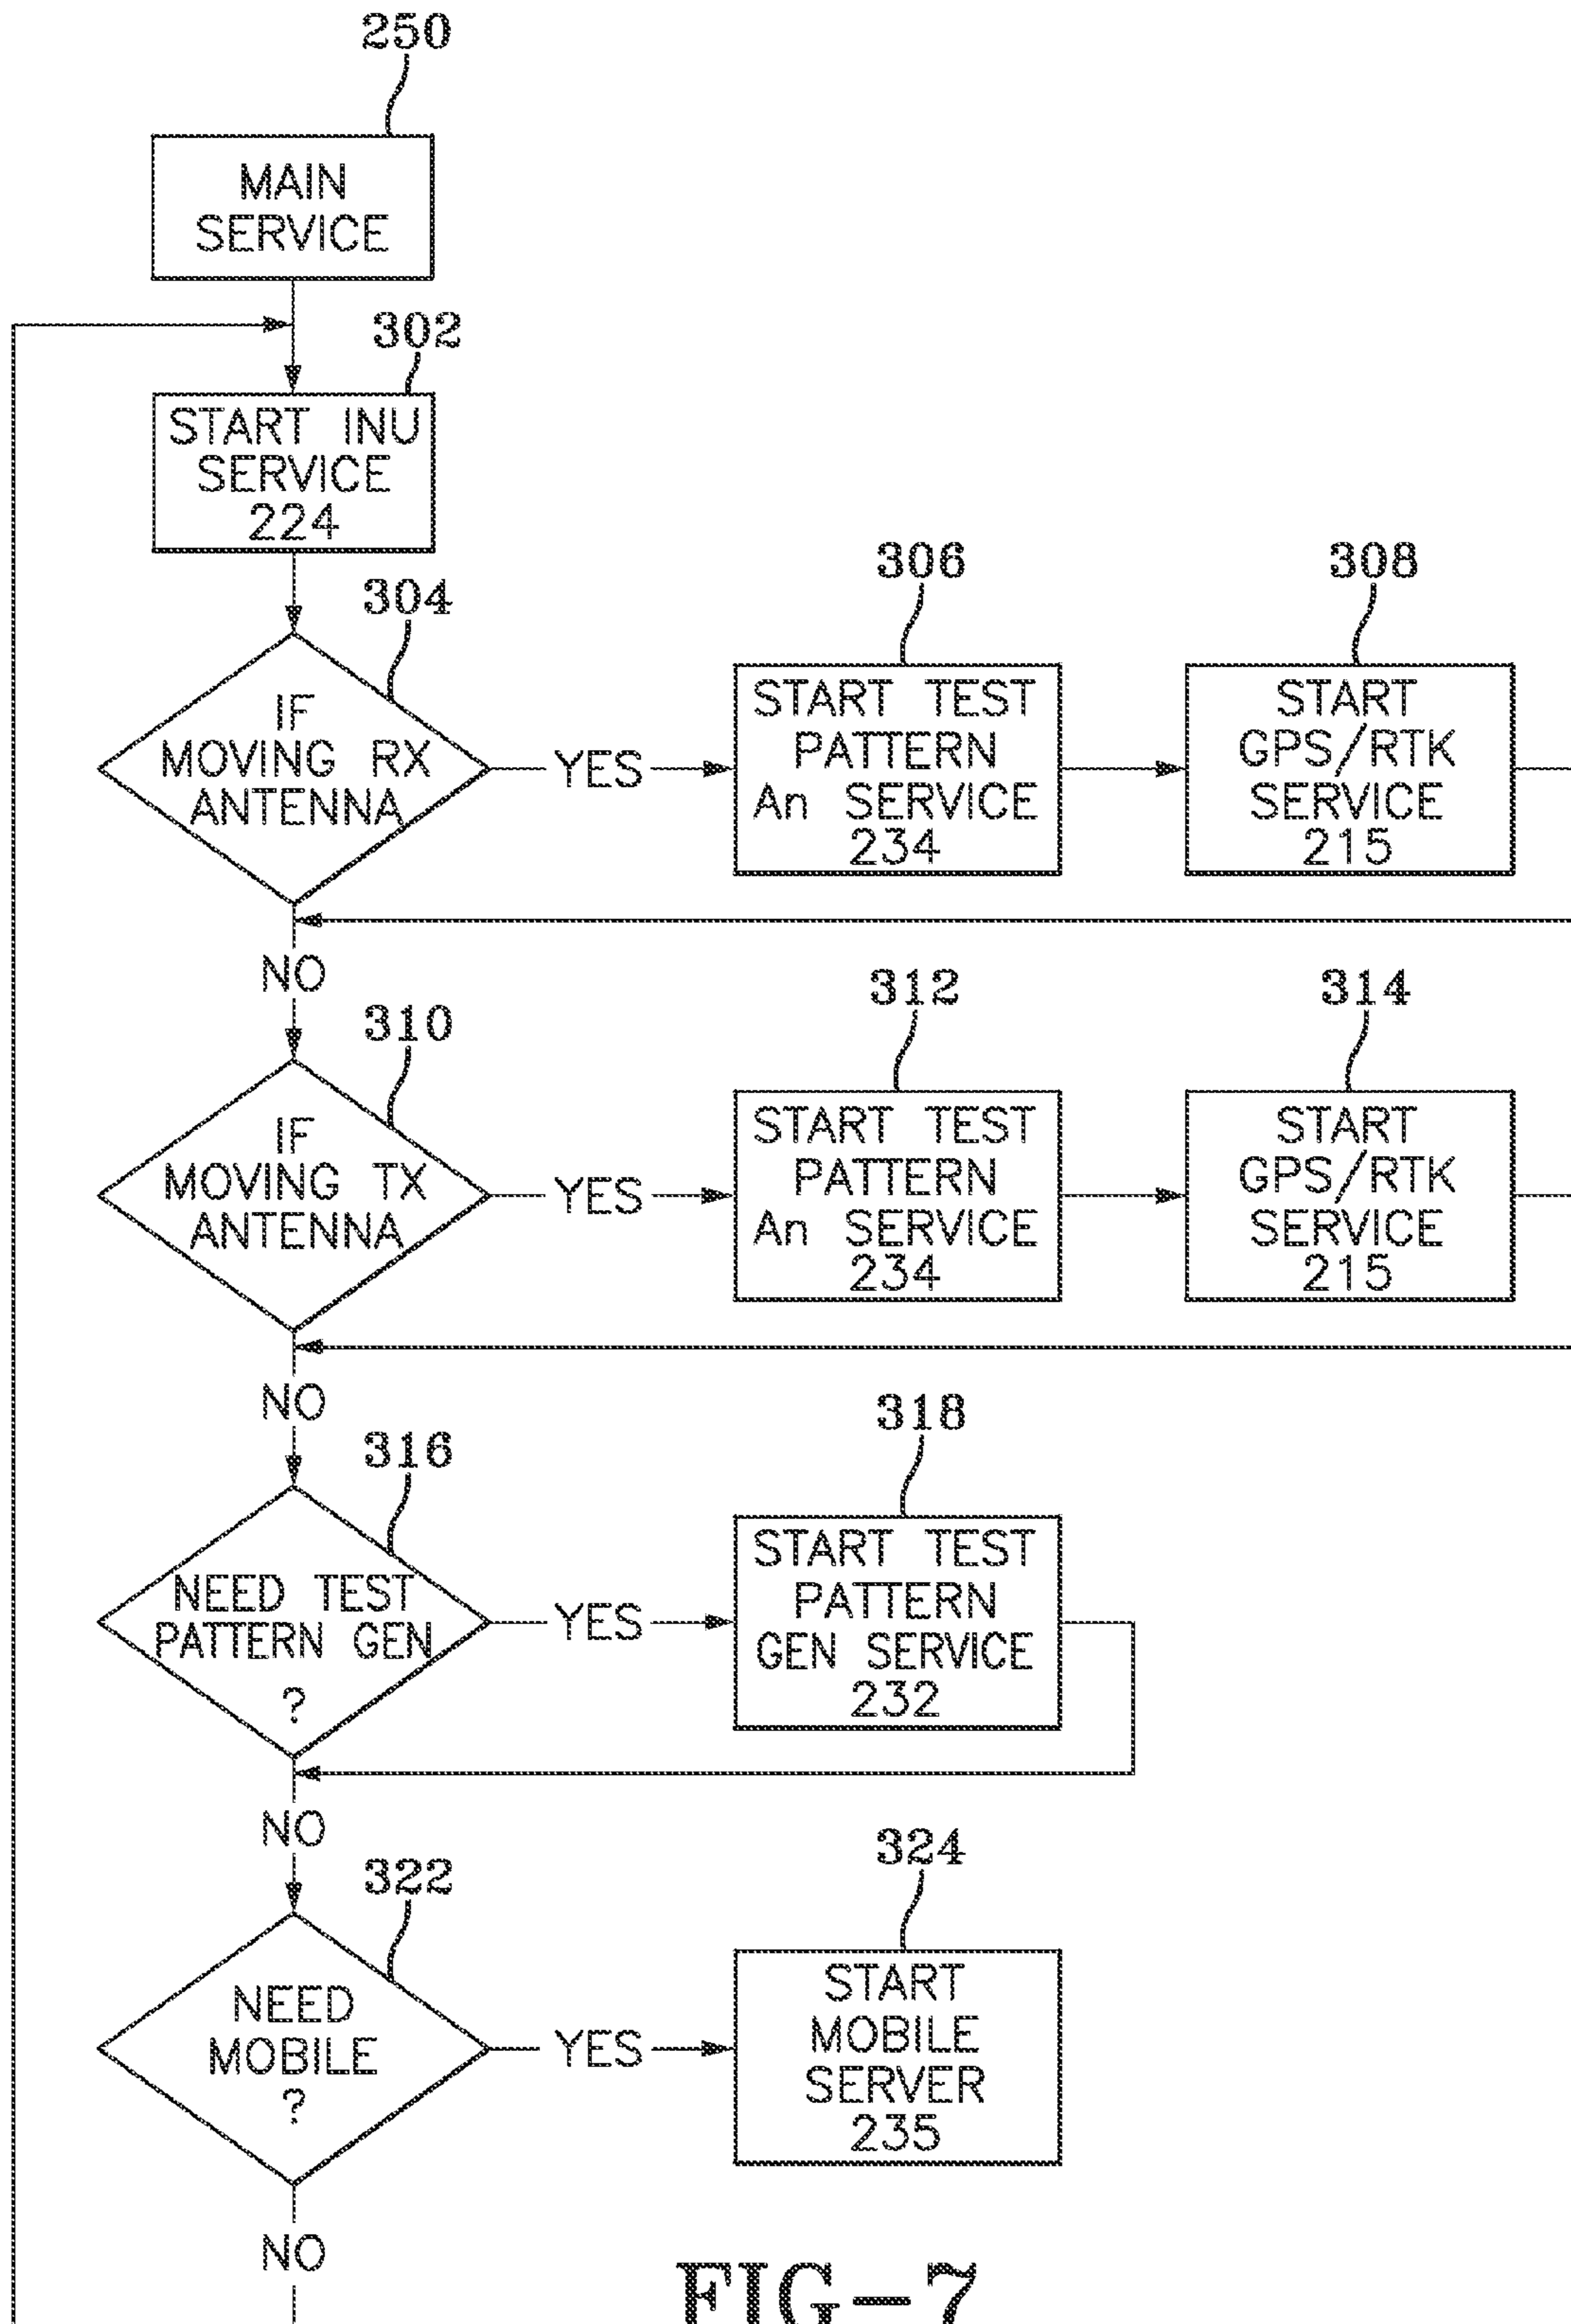 250
MAIN
SERVICE
302
START INU
SERVICE
224
304
IF
MOVING RX
ANTENNA
YES
306
START TEST
PATTERN
An SERVICE
234
308
START
GPS/RTK
SERVICE
215
NO
310
IF
MOVING TX
ANTENNA
YES
312
START TEST
PATTERN
An SERVICE
234
314
START
GPS/RTK
SERVICE
215
NO
316
NEED TEST
PATTERN GEN
?
YES
318
START TEST
PATTERN
GEN SERVICE
232
NO
322
NEED
MOBILE
?
YES
324
START
MOBILE
SERVER
235
NO
FIG-7